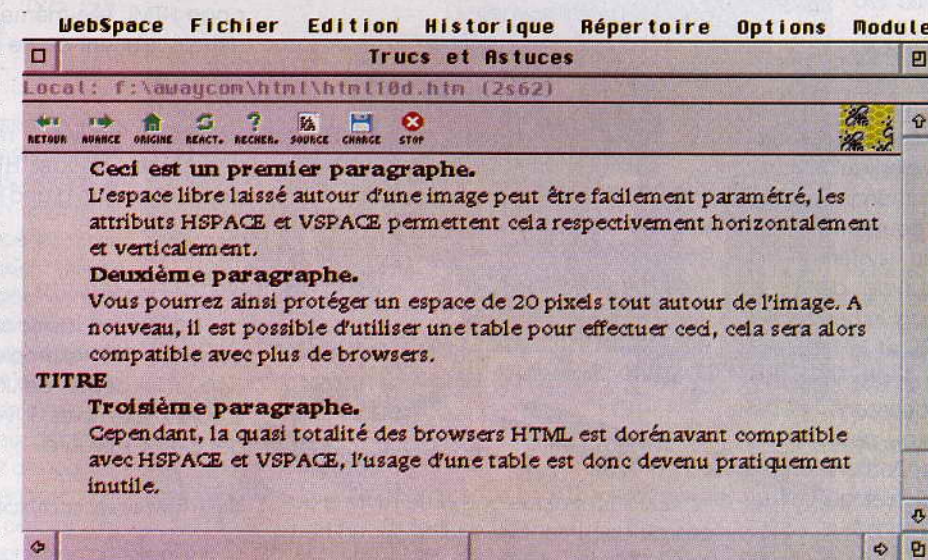 WebSpace Fichier Edition Historique Répertoire Options Module
Trucs et Astuces
Local: f:\awaycom\html\html10d.htm (2s62)
RETOUR AVANCE ORIGINE REACT. RECHER. SOURCE CHARGE STOP
Ceci est un premier paragraphe.
L'espace libre laissé autour d'une image peut être facilement paramétré, les
attributs HSPACE et VSPACE permettent cela respectivement horizontalement
et verticalement.
Deuxième paragraphe.
Vous pourrez ainsi protéger un espace de 20 pixels tout autour de l'image. A
nouveau, il est possible d'utiliser une table pour effectuer ceci, cela sera alors
compatible avec plus de browsers.
TITRE
Troisième paragraphe.
Cependant, la quasi totalité des browsers HTML est dorénavant compatible
avec HSPACE et VSPACE, l'usage d'une table est donc devenu pratiquement
inutile.